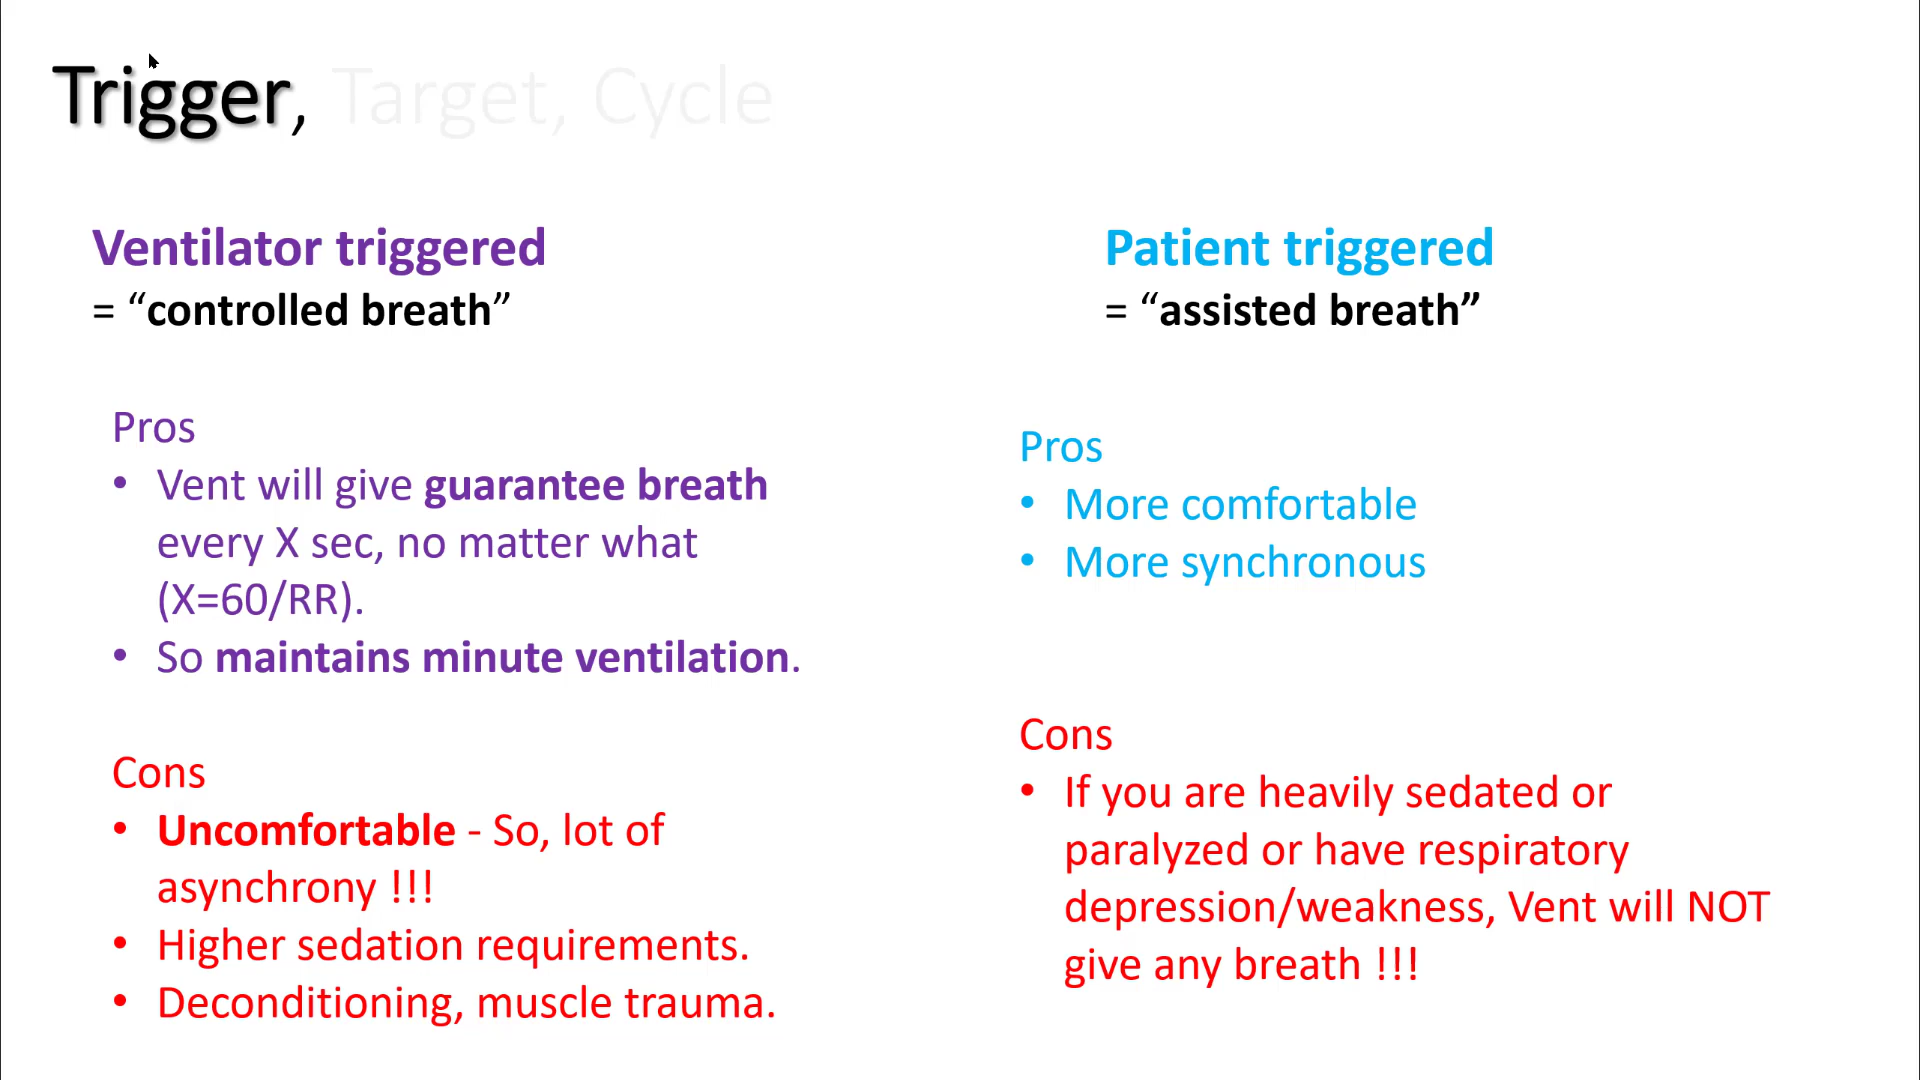 Trigger, Target, Cycle
Ventilator triggered
= “controlled breath”
Pros
• Vent will give guarantee breath
every X sec, no matter what
(X=60/RR).
• So maintains minute ventilation.
Cons
• Uncomfortable - So, lot of
asynchrony !!!
• Higher sedation requirements.
• Deconditioning, muscle trauma.
Patient triggered
= “assisted breath”
Pros
• More comfortable
• More synchronous
Cons
• If you are heavily sedated or
paralyzed or have respiratory
depression/weakness, Vent will NOT
give any breath !!!